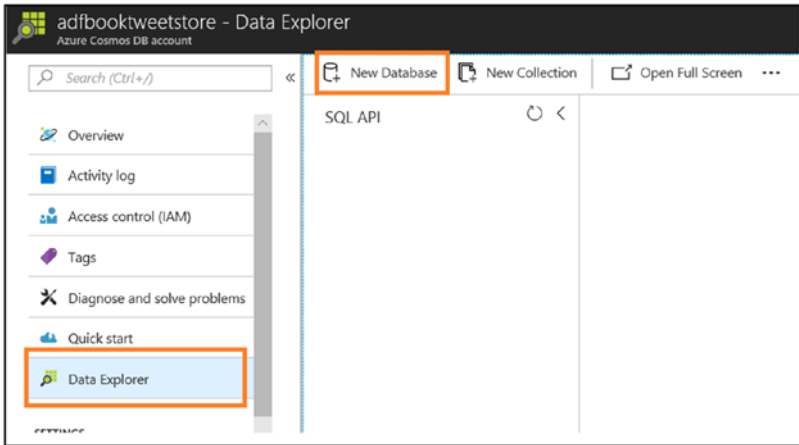 adfbooktweetstore - Data Explorer
Azure Cosmos DB account
Search (Ctrl+/)
«
Overview
Activity log
Access control (IAM)
Tags
Diagnose and solve problems
Quick start
Data Explorer
SETTINGS
New Database
New Collection
Open Full Screen
...
SQL API